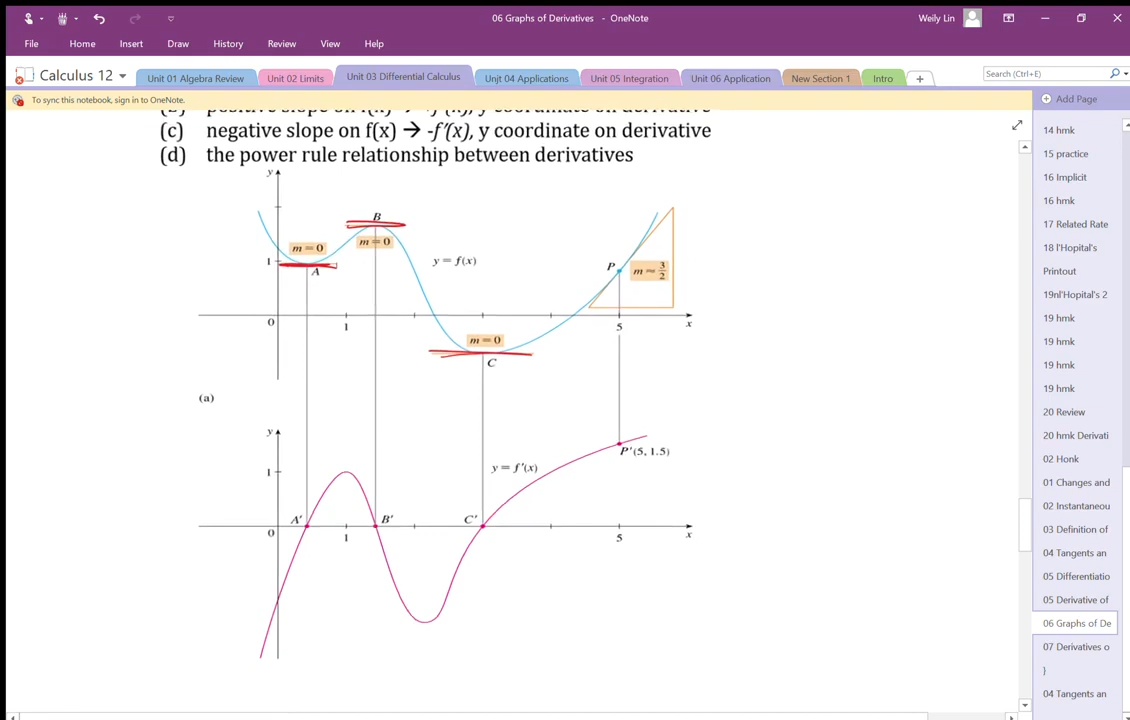 06 Graphs of Derivatives - OneNote
Weily Lin
File Home Insert Draw History Review View Help
Calculus 12
Unit 01 Algebra Review
Unit 02 Limits
Unit 03 Differential Calculus
Unit 04 Applications
Unit 05 Integration
Unit 06 Application
New Section 1
Intro
+
Search (Ctrl+E)
To sync this notebook, sign in to OneNote.
positive slope on f(x) → +f'(x), y coordinate on derivative
(c) negative slope on f(x) → -f'(x), y coordinate on derivative
(d) the power rule relationship between derivatives
y
B
m = 0
m = 0
1
A
y = f(x)
P
m ≈ 3/2
0
1
5
x
m = 0
C
(a)
y
1
y = f'(x)
P'(5, 1.5)
A'
B'
C'
0
1
5
x
Add Page
14 hmk
15 practice
16 Implicit
16 hmk
17 Related Rate
18 l'Hopital's
Printout
19nl'Hopital's 2
19 hmk
19 hmk
19 hmk
19 hmk
20 Review
20 hmk Derivati
02 Honk
01 Changes and
02 Instantaneou
03 Definition of
04 Tangents an
05 Differentiatio
05 Derivative of
06 Graphs of De
07 Derivatives o
}
04 Tangents an